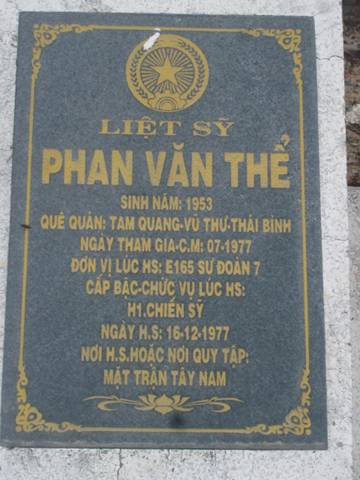 LIỆT SỸ
PHAN VĂN THẾ
SINH NĂM: 1953
QUÊ QUÁN: TAM QUANG-VŨ THƯ-THÁI BÌNH
NGÀY THAM GIA-C.M: 07-1977
ĐƠN VỊ LÚC HS: E165 SƯ ĐOÀN 7
CẤP BẬC-CHỨC VỤ LÚC HS:
H1.CHIẾN SỸ
NGÀY H.S: 16-12-1977
NƠI H.S.HOẶC NƠI QUY TẬP:
MẶT TRẬN TÂY NAM